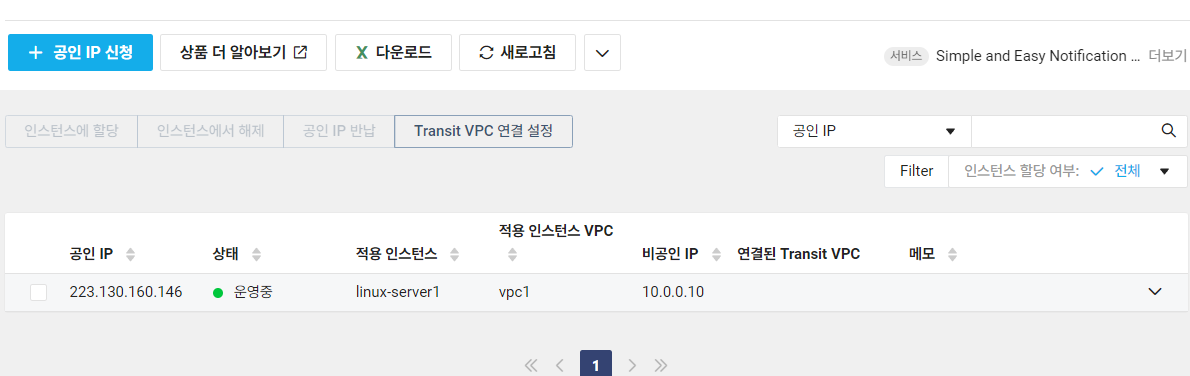 + 공인 IP 신청 상품 더 알아보기 X 다운로드 새로고침
서비스 Simple and Easy Notification ... 더보기
인스턴스에 할당 인스턴스에서 해제 공인 IP 반납 Transit VPC 연결 설정 공인 IP
Filter 인스턴스 할당 여부: 전체
적용 인스턴스 VPC
공인 IP 상태 적용 인스턴스 비공인 IP 연결된 Transit VPC 메모
223.130.160.146 운영중 linux-server1 vpc1 10.0.0.10
1